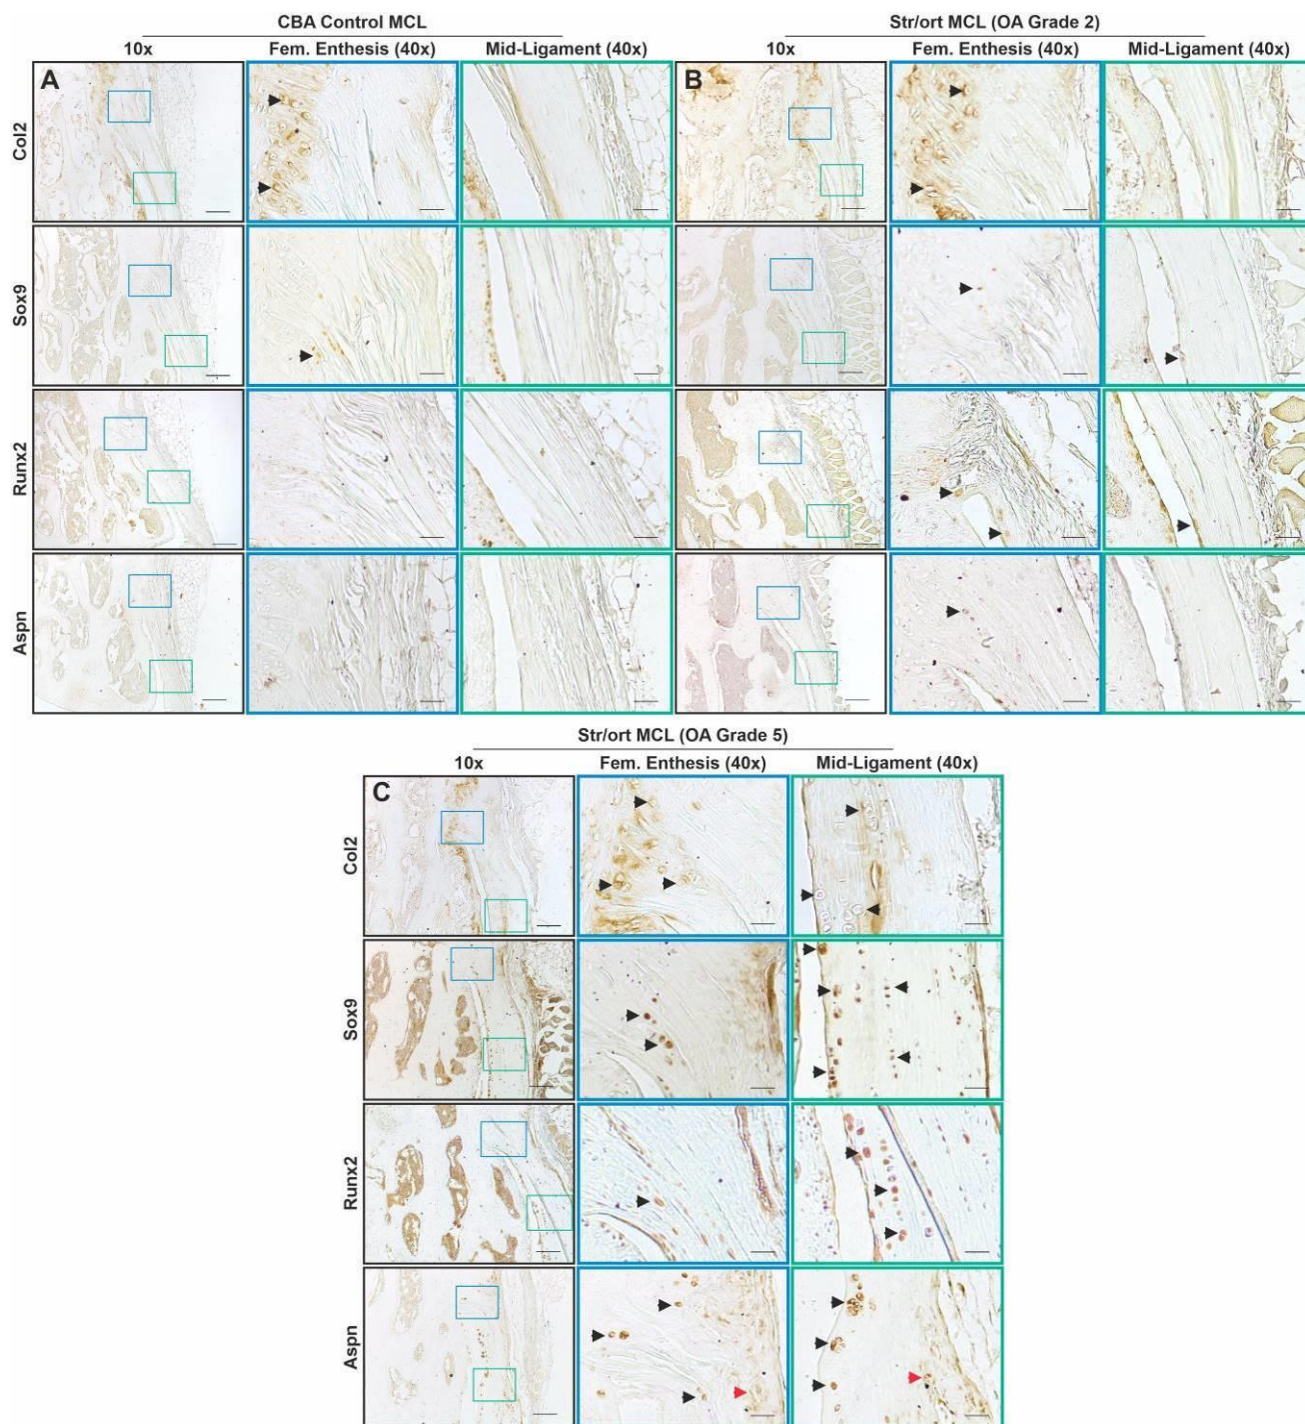 CBA Control MCL
10x Fem. Enthesis (40x) Mid-Ligament (40x)
Str/ort MCL (OA Grade 2)
10x Fem. Enthesis (40x) Mid-Ligament (40x)
A
B
Col2
Sox9
Runx2
Aspn
Str/ort MCL (OA Grade 5)
10x Fem. Enthesis (40x) Mid-Ligament (40x)
C
Col2
Sox9
Runx2
Aspn